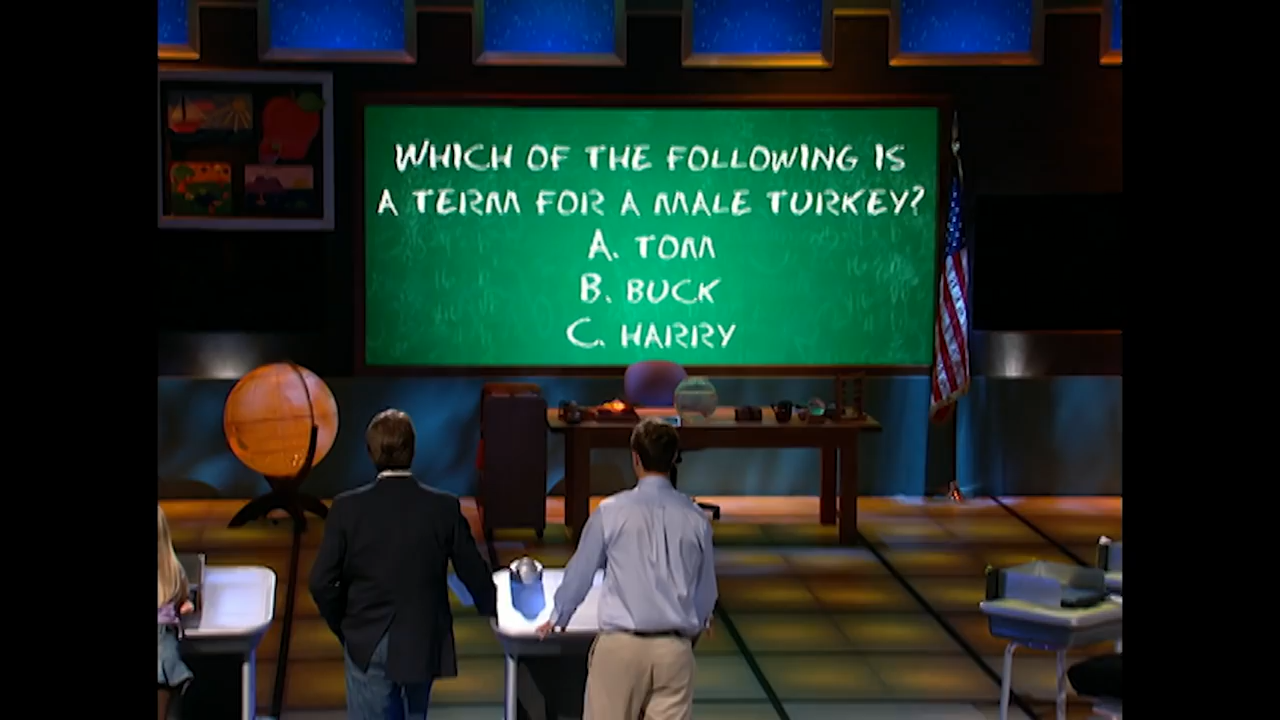 WHICH OF THE FOLLOWING IS
A TERM FOR A MALE TURKEY?
A. TOM
B. BUCK
C. HARRY